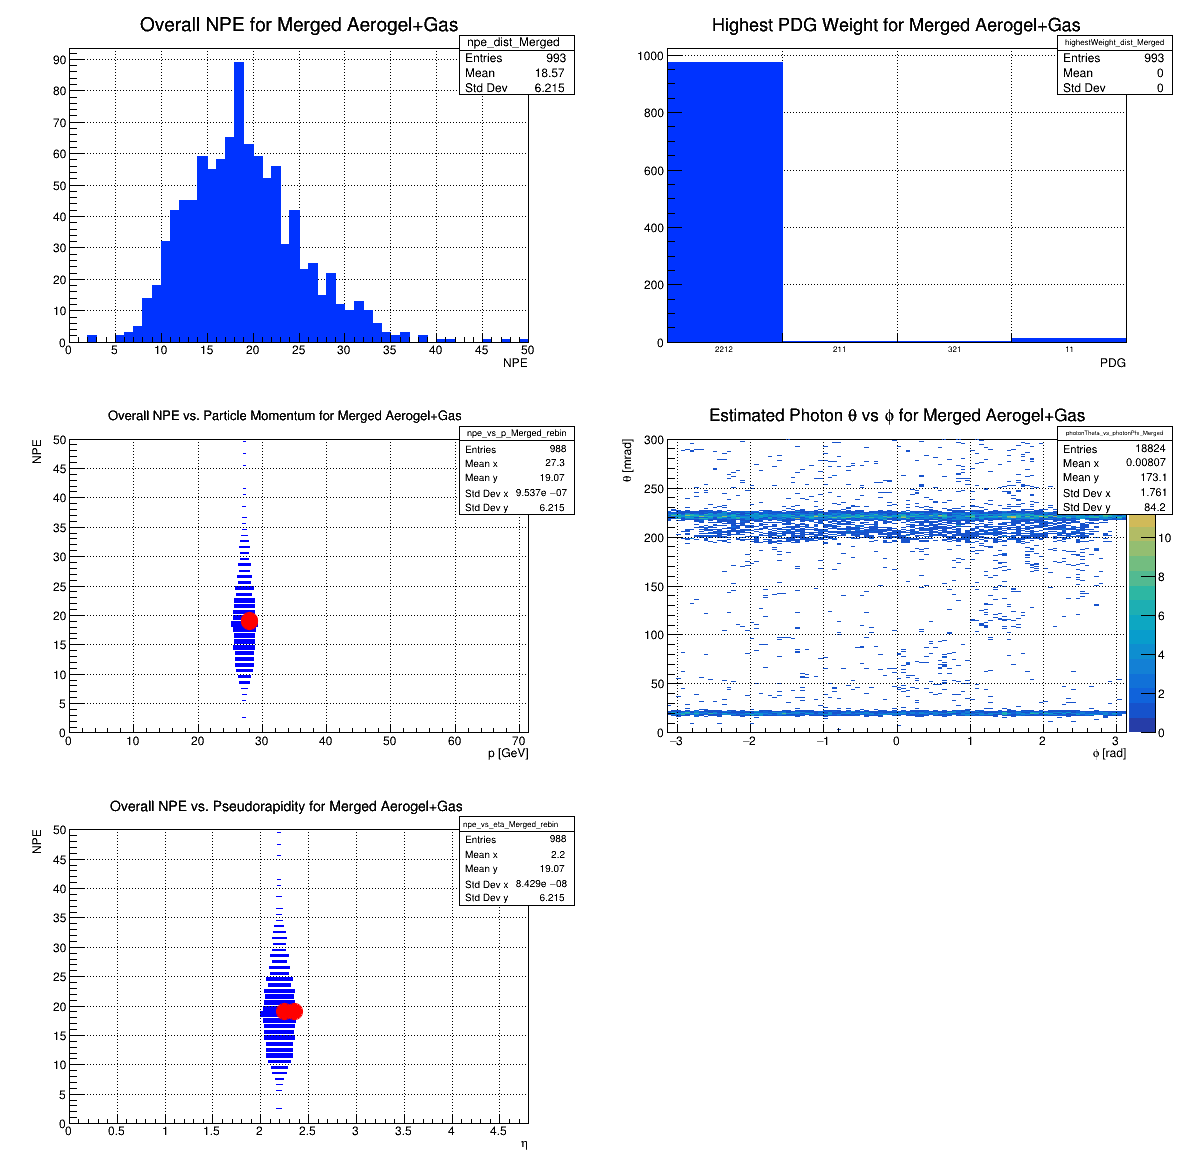 Overall NPE for Merged Aerogel+Gas
npe_dist_Merged
Entries 993
Mean 18.57
Std Dev 6.215
90
80
70
60
50
40
30
20
10
0
0 5 10 15 20 25 30 35 40 45 50
NPE
Highest PDG Weight for Merged Aerogel+Gas
highestWeight_dist_Merged
Entries 993
Mean 0
Std Dev 0
1000
800
600
400
200
0
2212 211 321 11
PDG
Overall NPE vs. Particle Momentum for Merged Aerogel+Gas
npe_vs_p_Merged_rebin
Entries 988
Mean x 27.3
Mean y 19.07
Std Dev x 9.537e −07
Std Dev y 6.215
NPE
50
45
40
35
30
25
20
15
10
5
0
0 10 20 30 40 50 60 70
p [GeV]
Estimated Photon θ vs ϕ for Merged Aerogel+Gas
photonTheta_vs_photonPhi_Merged
Entries 18824
Mean x 0.00807
Mean y 173.1
Std Dev x 1.761
Std Dev y 84.2
θ [mrad]
300
250
200
150
100
50
0
−3 −2 −1 0 1 2 3
ϕ [rad]
10
8
6
4
2
0
Overall NPE vs. Pseudorapidity for Merged Aerogel+Gas
npe_vs_eta_Merged_rebin
Entries 988
Mean x 2.2
Mean y 19.07
Std Dev x 8.429e −08
Std Dev y 6.215
NPE
50
45
40
35
30
25
20
15
10
5
0
0 0.5 1 1.5 2 2.5 3 3.5 4 4.5
η